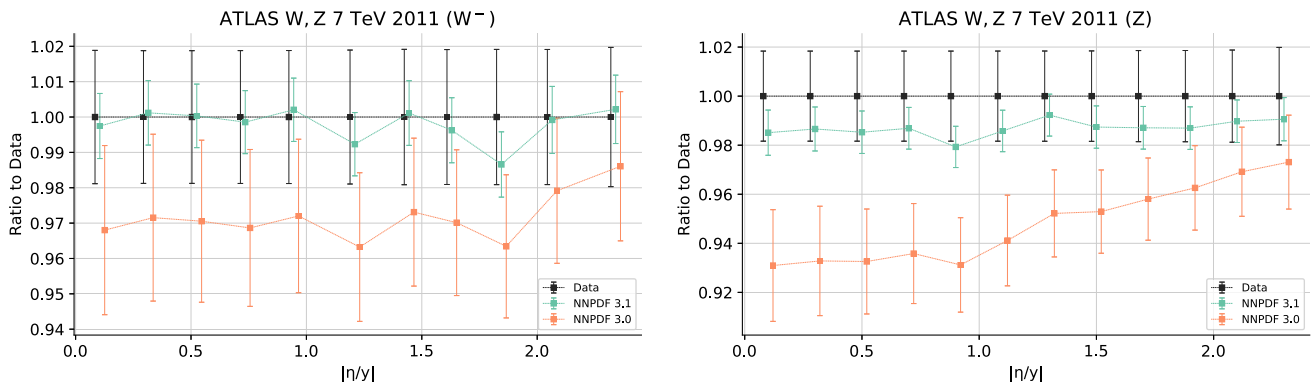 ATLAS W, Z 7 TeV 2011 (W⁻)
Ratio to Data
1.02
1.01
1.00
0.99
0.98
0.97
0.96
0.95
0.94
Data
NNPDF 3.1
NNPDF 3.0
0.0 0.5 1.0 1.5 2.0
|η/y|
ATLAS W, Z 7 TeV 2011 (Z)
Ratio to Data
1.02
1.00
0.98
0.96
0.94
0.92
Data
NNPDF 3.1
NNPDF 3.0
0.0 0.5 1.0 1.5 2.0
|η/y|